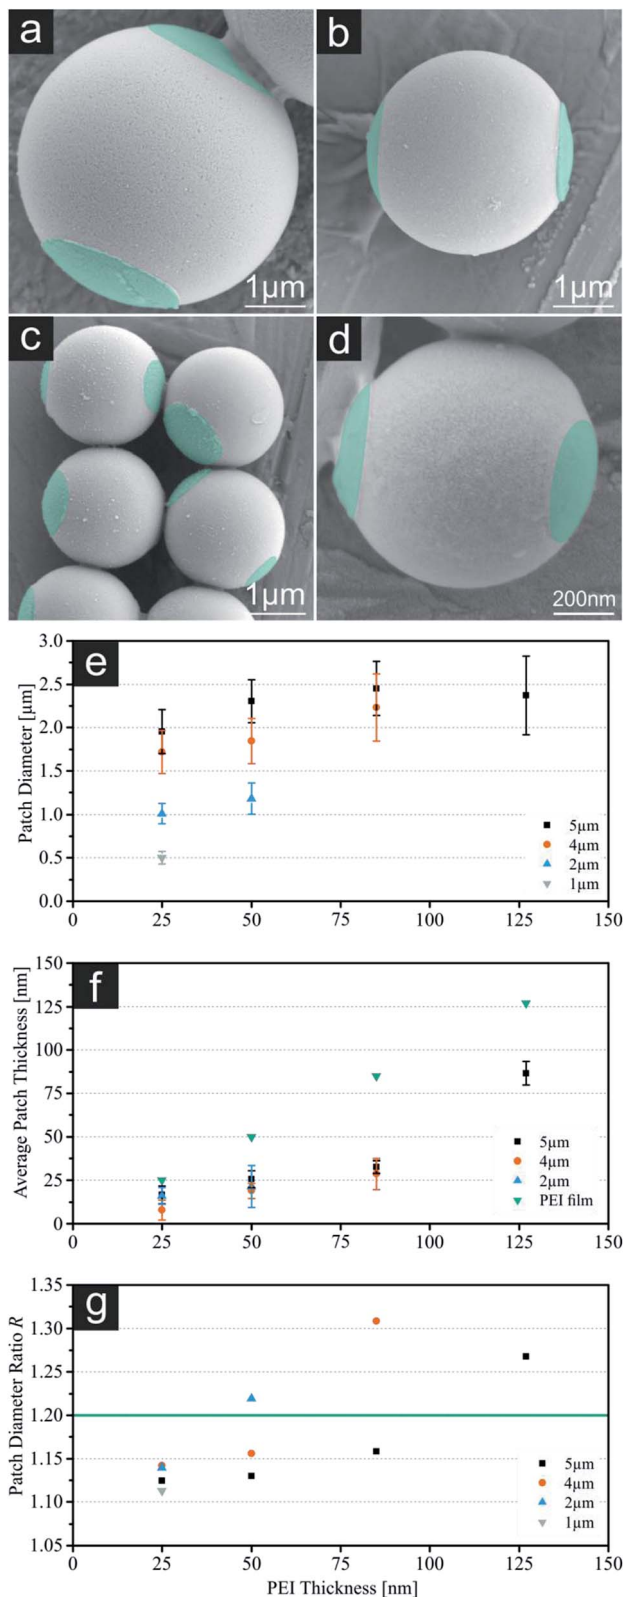 a
1µm
b
1µm
c
1µm
d
200nm
e
Patch Diameter [µm]
3.0
2.5
2.0
1.5
1.0
0.5
0.0
0 25 50 75 100 125 150
5µm
4µm
2µm
1µm
f
Average Patch Thickness [nm]
150
125
100
75
50
25
0
0 25 50 75 100 125 150
5µm
4µm
2µm
PEI film
g
Patch Diameter Ratio R
1.35
1.30
1.25
1.20
1.15
1.10
1.05
0 25 50 75 100 125 150
5µm
4µm
2µm
1µm
PEI Thickness [nm]